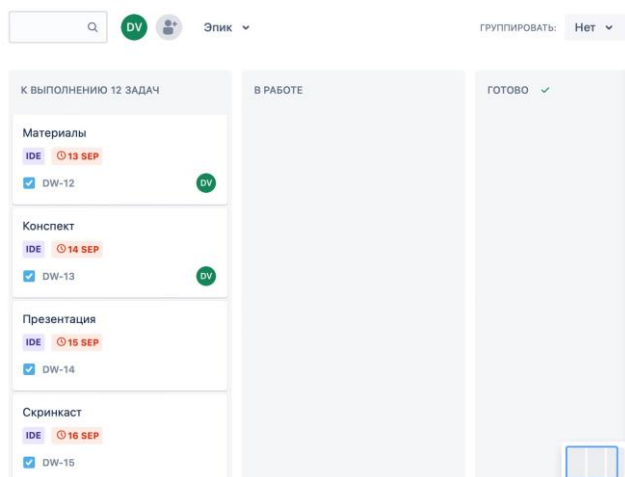 DV Эпик ГРУППИРОВАТЬ: Нет
К ВЫПОЛНЕНИЮ 12 ЗАДАЧ В РАБОТЕ ГОТОВО
Материалы
IDE 13 SEP
DW-12 DV
Конспект
IDE 14 SEP
DW-13 DV
Презентация
IDE 15 SEP
DW-14
Скринкаст
IDE 16 SEP
DW-15